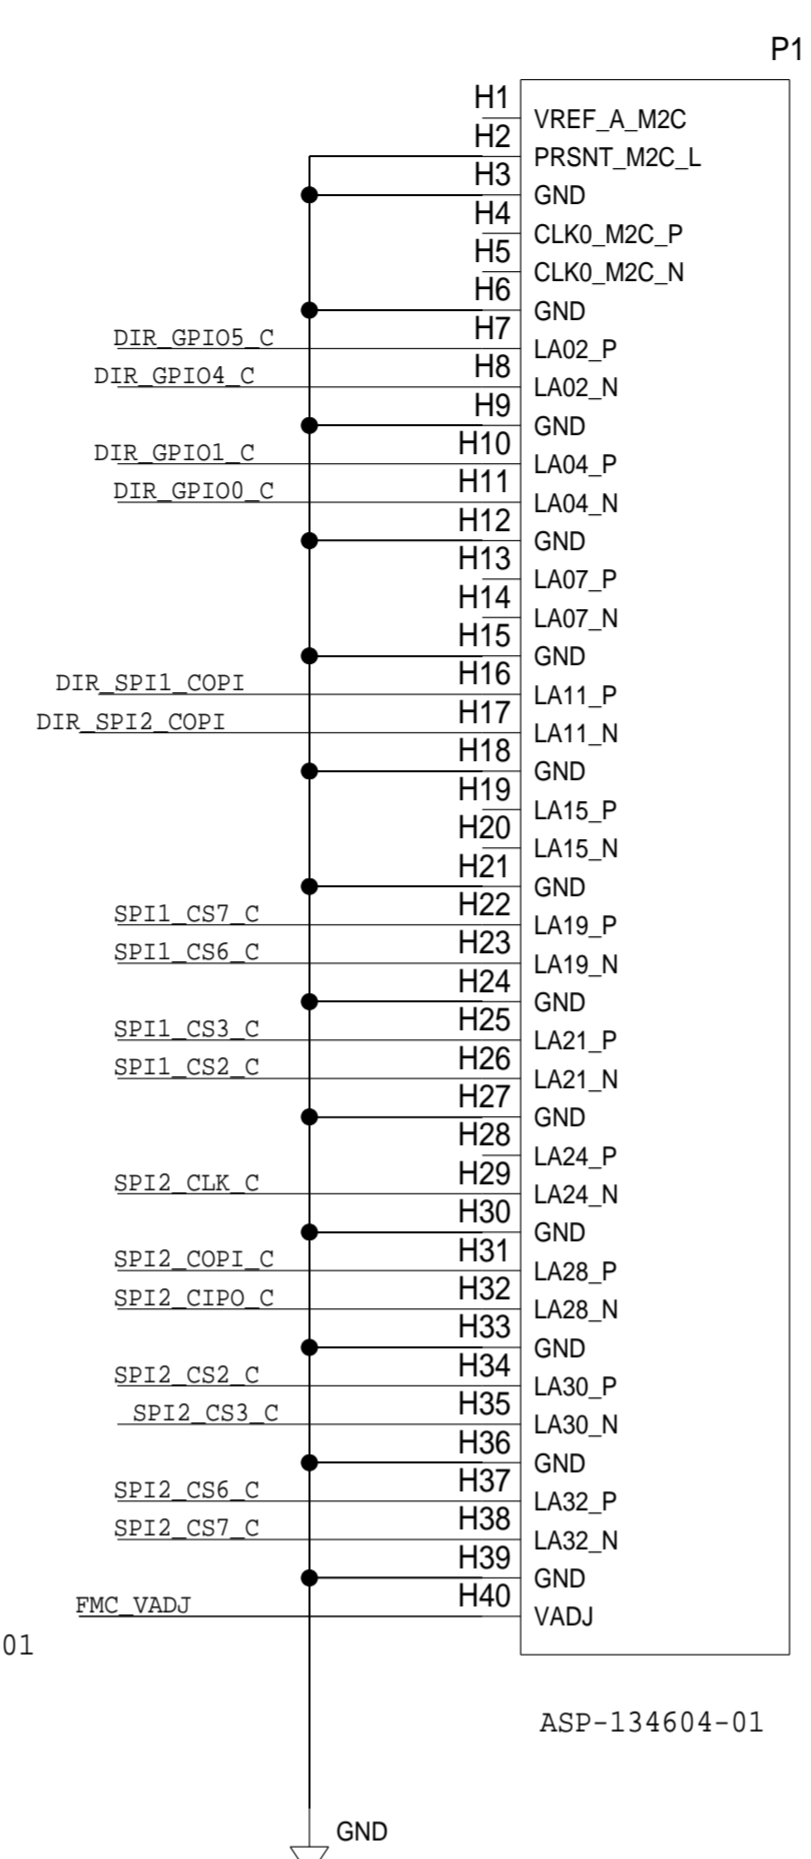 P1
H1 VREF_A_M2C
H2 PRSNT_M2C_L
H3 GND
H4 CLK0_M2C_P
H5 CLK0_M2C_N
H6 GND
DIR_GPIO5_C H7 LA02_P
DIR_GPIO4_C H8 LA02_N
H9 GND
DIR_GPIO1_C H10 LA04_P
DIR_GPIO0_C H11 LA04_N
H12 GND
H13 LA07_P
H14 LA07_N
H15 GND
DIR_SPI1_COPI H16 LA11_P
DIR_SPI2_COPI H17 LA11_N
H18 GND
H19 LA15_P
H20 LA15_N
H21 GND
SPI1_CS7_C H22 LA19_P
SPI1_CS6_C H23 LA19_N
H24 GND
SPI1_CS3_C H25 LA21_P
SPI1_CS2_C H26 LA21_N
H27 GND
H28 LA24_P
SPI2_CLK_C H29 LA24_N
H30 GND
SPI2_COPI_C H31 LA28_P
SPI2_CIPO_C H32 LA28_N
H33 GND
SPI2_CS2_C H34 LA30_P
SPI2_CS3_C H35 LA30_N
H36 GND
SPI2_CS6_C H37 LA32_P
SPI2_CS7_C H38 LA32_N
H39 GND
FMC_VADJ H40 VADJ
01
ASP-134604-01
GND